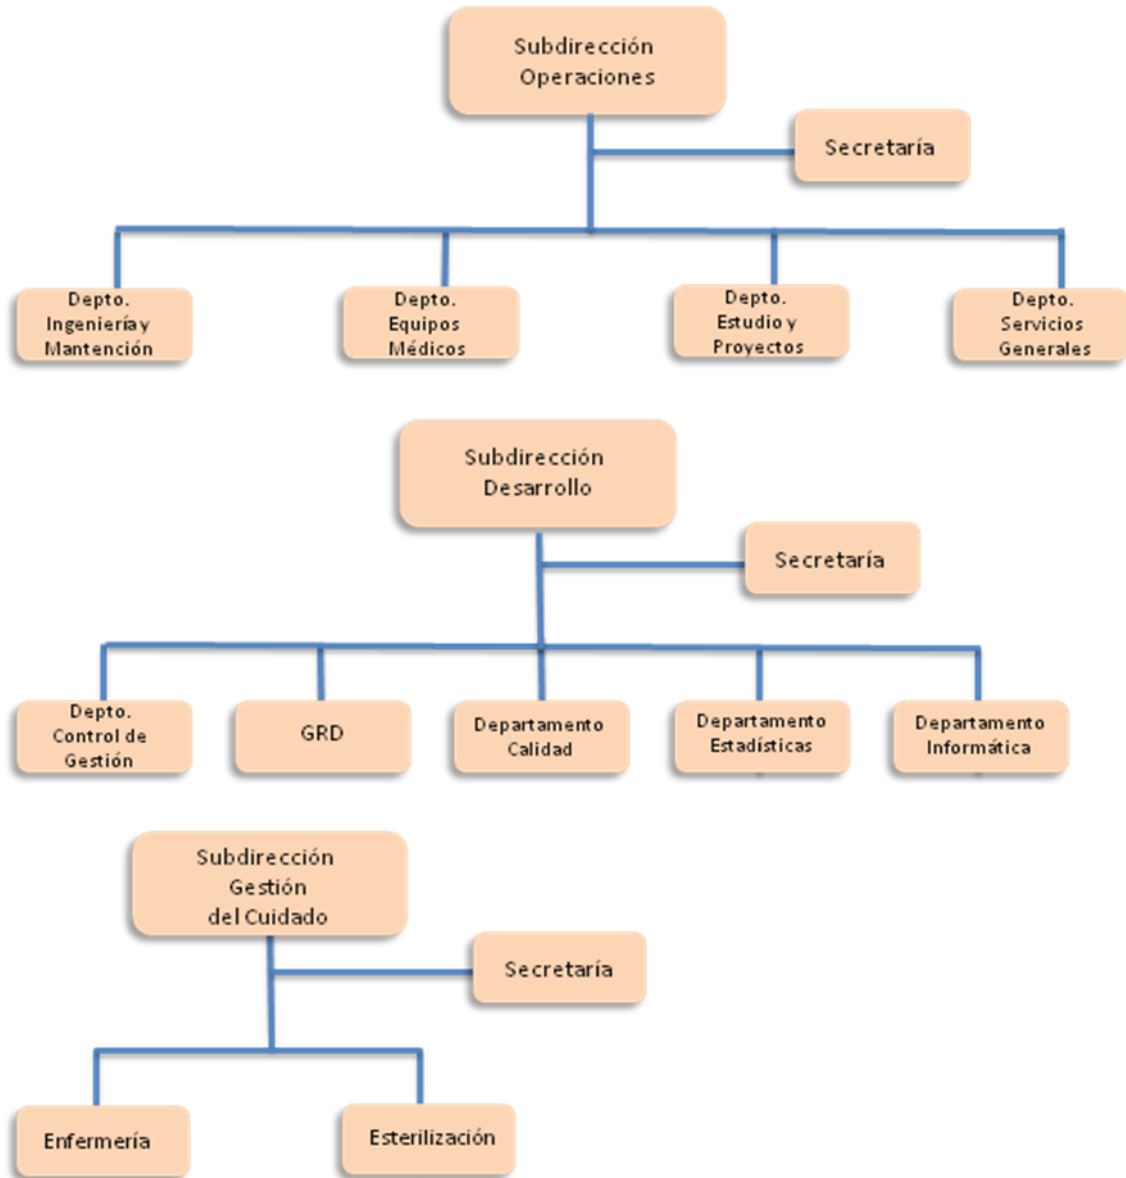 Subdirección
Operaciones
Secretaría
Depto.
Ingeniería y
Mantención
Depto.
Equipos
Médicos
Depto.
Estudio y
Proyectos
Depto.
Servicios
Generales
Subdirección
Desarrollo
Secretaría
Depto.
Control de
Gestión
GRD
Departamento
Calidad
Departamento
Estadísticas
Departamento
Informática
Subdirección
Gestión
del Cuidado
Secretaría
Enfermería
Esterilización